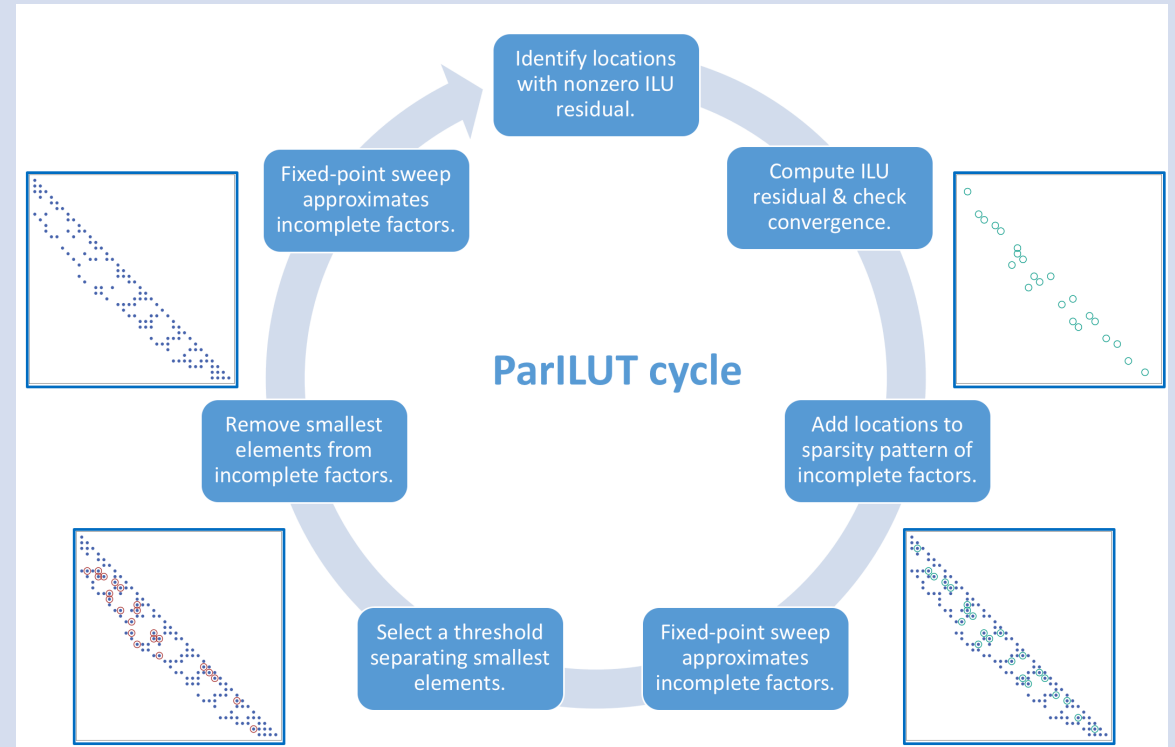 Identify locations
with nonzero ILU
residual.
Compute ILU
residual & check
convergence.
Add locations to
sparsity pattern of
incomplete factors.
Fixed-point sweep
approximates
incomplete factors.
Select a threshold
separating smallest
elements.
Remove smallest
elements from
incomplete factors.
Fixed-point sweep
approximates
incomplete factors.
ParILUT cycle